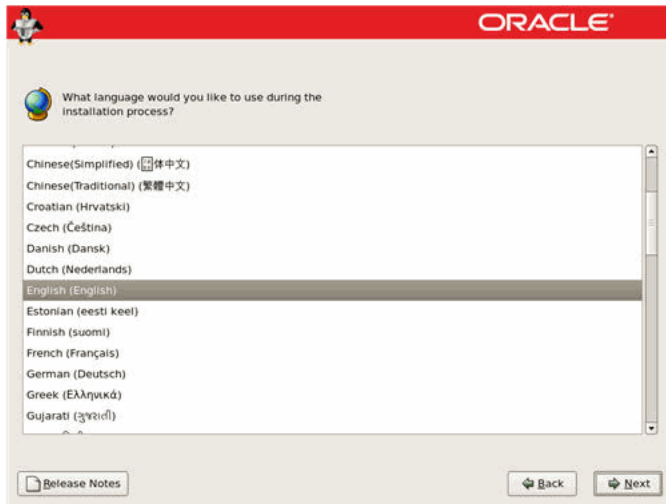 ORACLE
What language would you like to use during the
installation process?
Chinese(Simplified) (体中文)
Chinese(Traditional) (繁體中文)
Croatian (Hrvatski)
Czech (Čeština)
Danish (Dansk)
Dutch (Nederlands)
English (English)
Estonian (eesti keel)
Finnish (suomi)
French (Français)
German (Deutsch)
Greek (Ελληνικά)
Gujarati (ગુજરાતી)
Release Notes
Back
Next